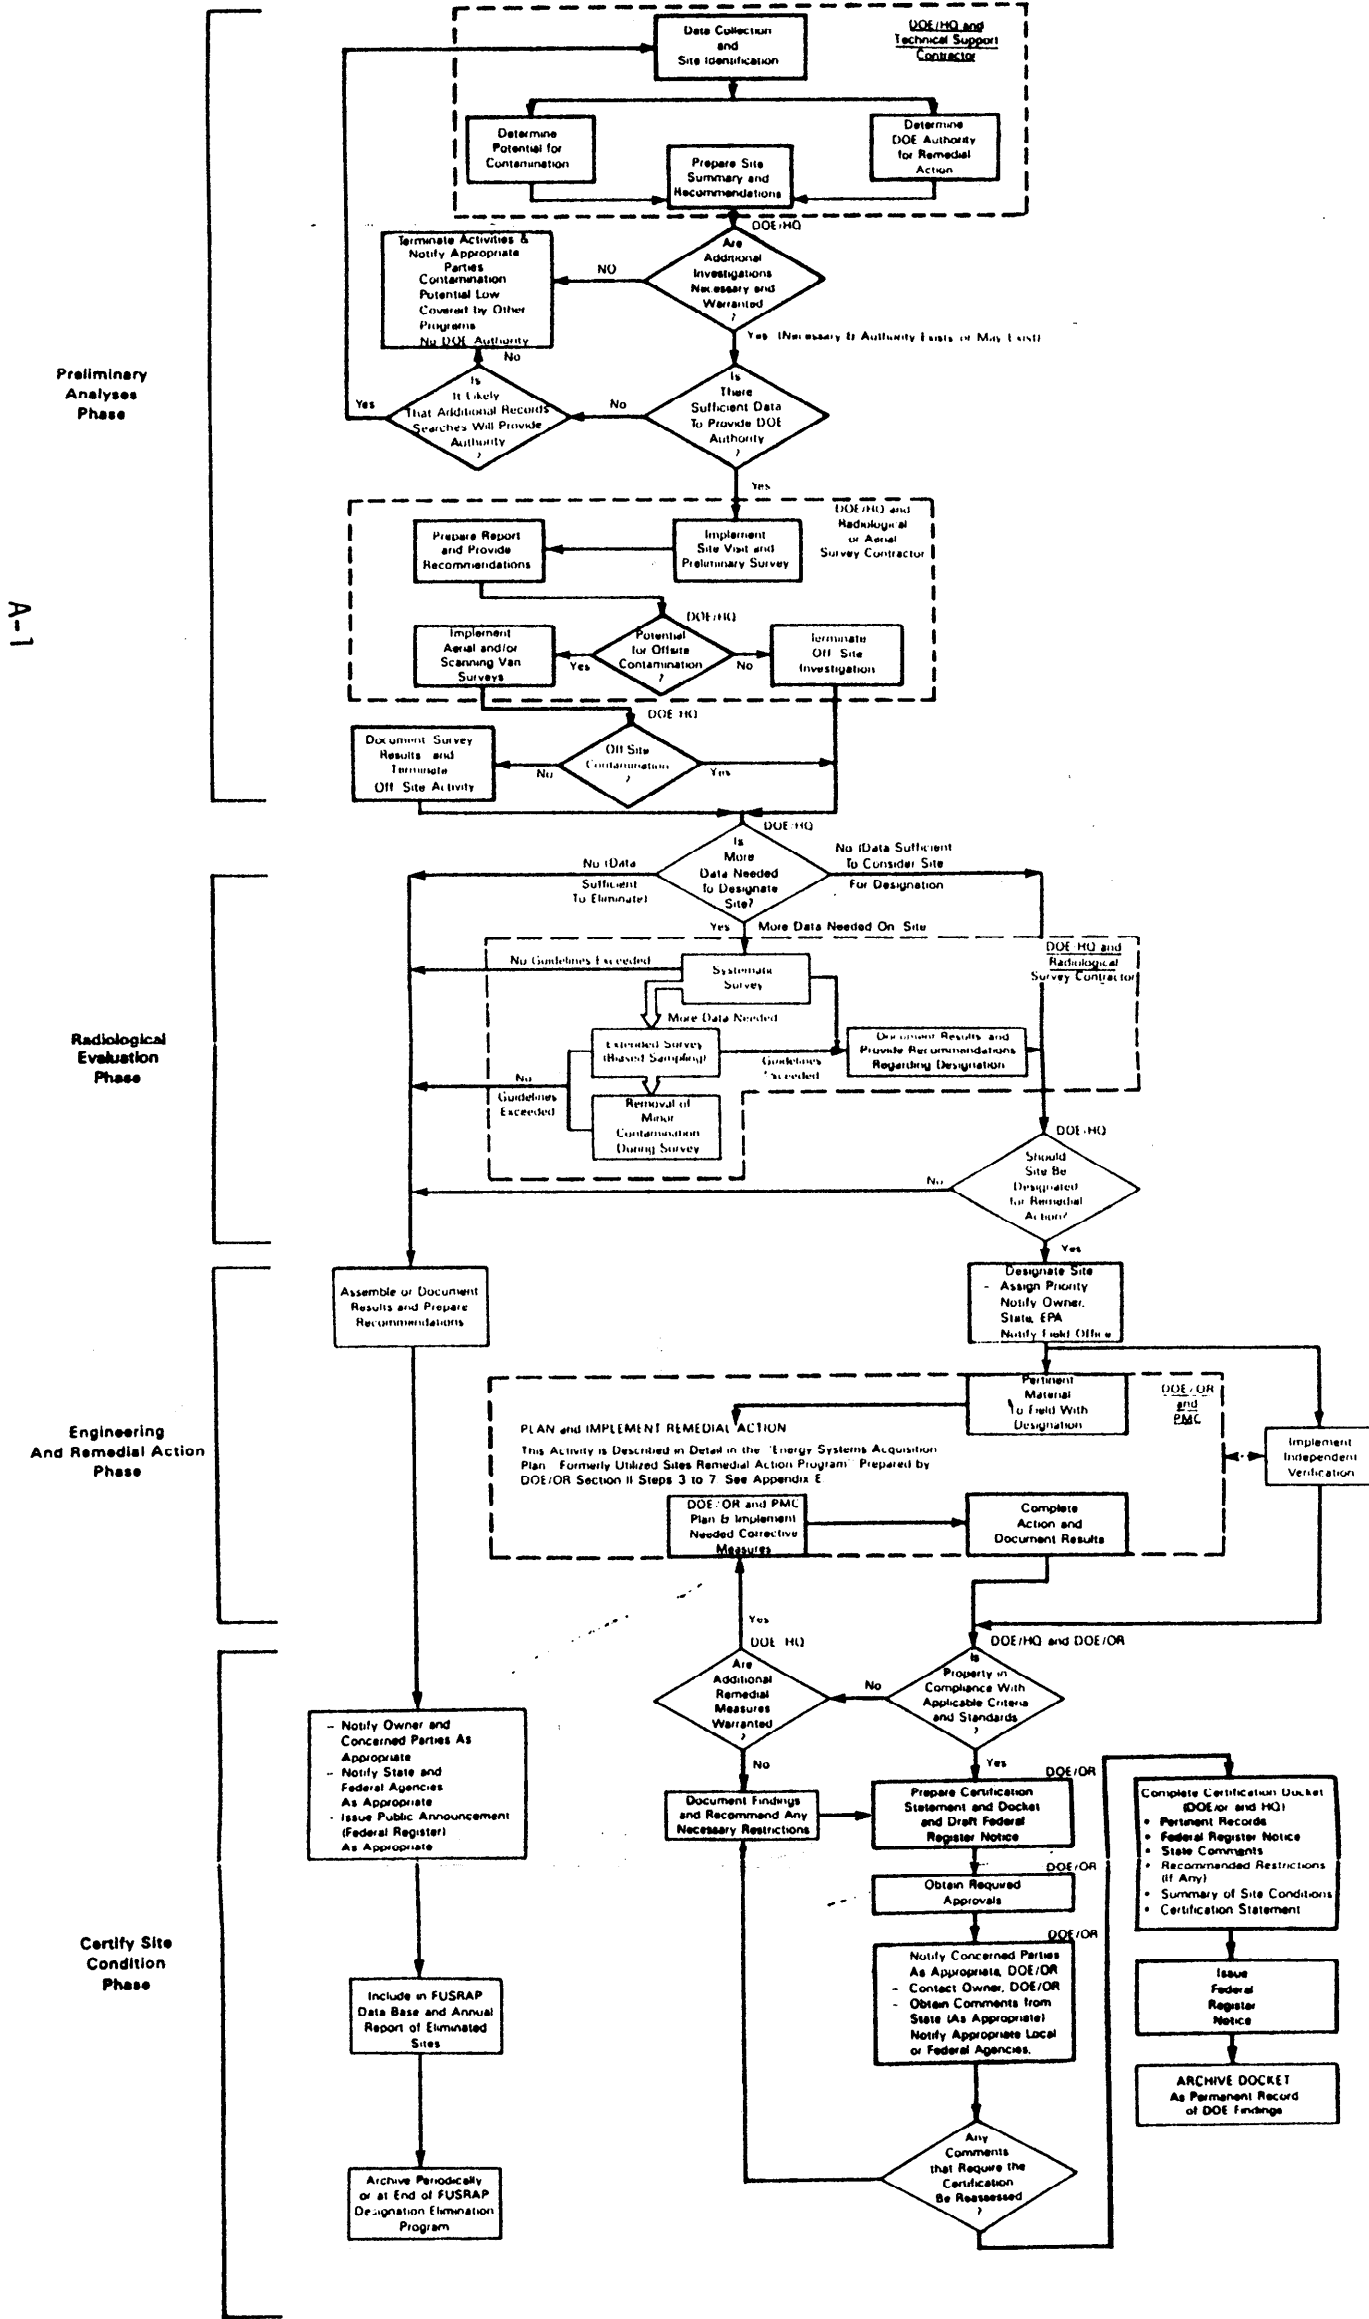 Data Collection
and
Site Identification
DOE/HQ and
Technical Support
Contractor
Determine
Potential for
Contamination
Determine
DOE Authority
for Remedial
Action
Prepare Site
Summary and
Recommendations
DOE/HQ
Are
Additional
Investigations
Necessary and
Warranted
?
NO
Terminate Activities &
Notify Appropriate
Parties
Contamination
Potential Low
Covered by Other
Programs
No DOE Authority
Yes (Necessary & Authority Exists or May Exist)
No
Is
There
Sufficient Data
To Provide DOE
Authority
?
No
Is
It Likely
That Additional Records
Searches Will Provide
Authority
?
Yes
Preliminary
Analyses
Phase
Yes
DOE/HQ and
Radiological
or Aerial
Survey Contractor
Implement
Site Visit and
Preliminary Survey
Prepare Report
and Provide
Recommendations
DOE/HQ
Potential
for Offsite
Contamination
?
Yes
No
Implement
Aerial and/or
Scanning Van
Surveys
Terminate
Off Site
Investigation
A-1
DOE HQ
Off Site
Contamination
?
No
Yes
Document Survey
Results and
Terminate
Off Site Activity
DOE/HQ
Is
More
Data Needed
To Designate
Site?
No (Data
Sufficient
To Eliminate)
No (Data Sufficient
To Consider Site
For Designation
Yes
More Data Needed On Site
DOE HQ and
Radiological
Survey Contractor
No Guidelines Exceeded
Systematic
Survey
More Data Needed
Extended Survey
(Biased Sampling)
Guidelines
Exceeded
Document Results and
Provide Recommendations
Regarding Designation
Radiological
Evaluation
Phase
No
Guidelines
Exceeded
Removal of
Minor
Contamination
During Survey
DOE/HQ
Should
Site Be
Designated
for Remedial
Action?
No
Yes
Assemble or Document
Results and Prepare
Recommendations
Designate Site
- Assign Priority
Notify Owner,
State, EPA
Notify Field Office
Pertinent
Material
To Field With
Designation
DOE/OR
and
PMC
Engineering
And Remedial Action
Phase
PLAN and IMPLEMENT REMEDIAL ACTION
This Activity is Described in Detail in the "Energy Systems Acquisition
Plan Formerly Utilized Sites Remedial Action Program" Prepared by
DOE/OR Section II Steps 3 to 7 See Appendix E
Implement
Independent
Verification
DOE/OR and PMC
Plan & Implement
Needed Corrective
Measures
Complete
Action and
Document Results
Yes
DOE HQ
Are
Additional
Remedial
Measures
Warranted
?
No
DOE/HQ and DOE/OR
Is
Property in
Compliance With
Applicable Criteria
and Standards
?
No
Yes
- Notify Owner and
Concerned Parties As
Appropriate
- Notify State and
Federal Agencies
As Appropriate
- Issue Public Announcement
(Federal Register)
As Appropriate
Document Findings
and Recommend Any
Necessary Restrictions
DOE/OR
Prepare Certification
Statement and Docket
and Draft Federal
Register Notice
DOE/OR
Obtain Required
Approvals
Complete Certification Docket
(DOE/or and HQ)
• Pertinent Records
• Federal Register Notice
• State Comments
• Recommended Restrictions
(If Any)
• Summary of Site Conditions
• Certification Statement
Certify Site
Condition
Phase
DOE/OR
Notify Concerned Parties
As Appropriate, DOE/OR
- Contact Owner, DOE/OR
- Obtain Comments from
State (As Appropriate)
Notify Appropriate Local
or Federal Agencies.
Issue
Federal
Register
Notice
Include in FUSRAP
Data Base and Annual
Report of Eliminated
Sites
ARCHIVE DOCKET
As Permanent Record
of DOE Findings
Any
Comments
that Require the
Certification
Be Reassessed
?
Archive Periodically
or at End of FUSRAP
Designation Elimination
Program